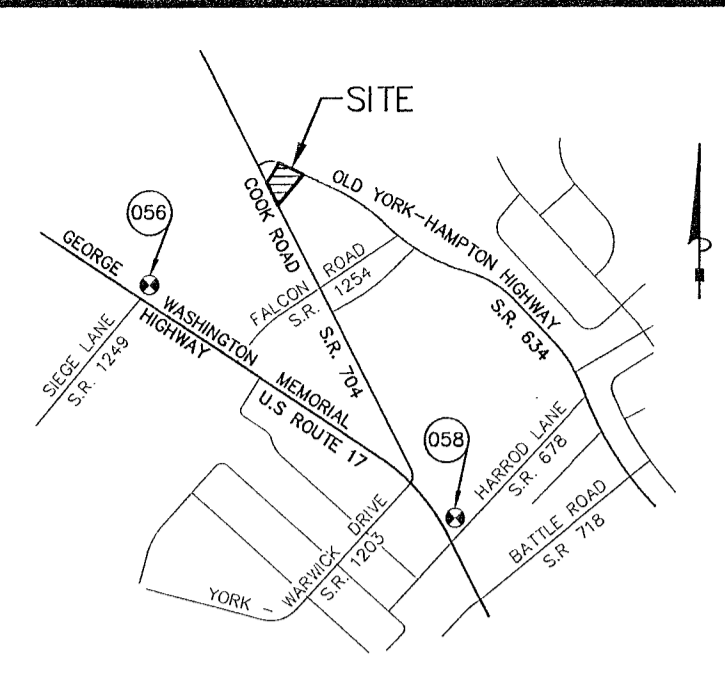 SITE
056
COOK ROAD
S.R. 704
OLD YORK-HAMPTON HIGHWAY
S.R. 634
GEORGE WASHINGTON MEMORIAL
HIGHWAY
U.S ROUTE 17
FALCON ROAD
S.R. 1254
SIEGE LANE
S.R. 1249
058
HARROD LANE
S.R. 678
BATTLE ROAD
S.R 718
YORK - WARWICK DRIVE
S.R. 1203